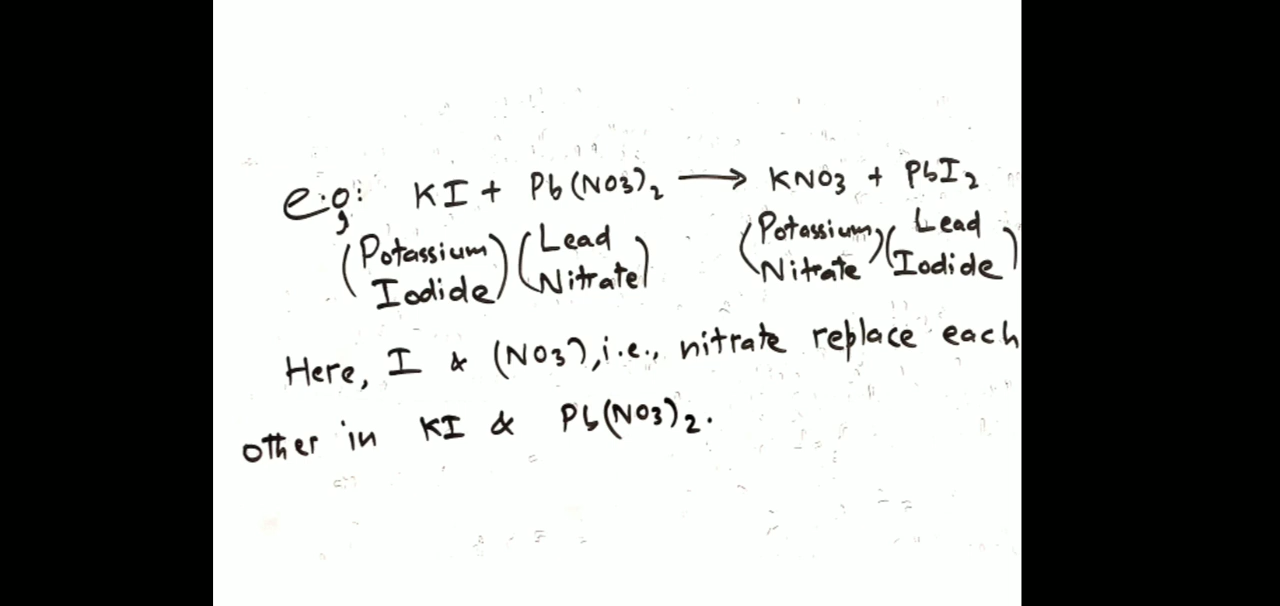 e.g: KI + Pb(NO3)2 ⟶ KNO3 + PbI2
(Potassium Iodide) (Lead Nitrate) (Potassium Nitrate) (Lead Iodide)
Here, I & (NO3), i.e., nitrate replace each
other in KI & Pb(NO3)2.